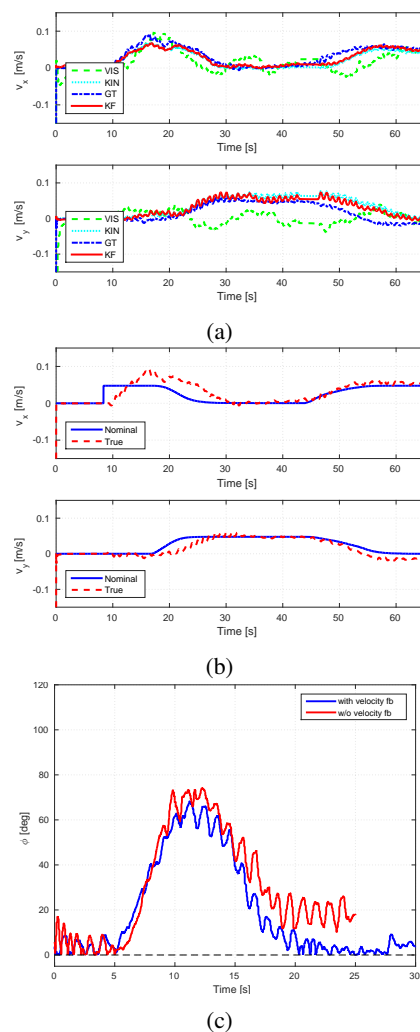 0.1
0
-0.1
v_x [m/s]
VIS
KIN
GT
KF
0 10 20 30 40 50 60
Time [s]
0.1
0
-0.1
v_y [m/s]
VIS
KIN
GT
KF
0 10 20 30 40 50 60
Time [s]
(a)
0.1
0
-0.1
v_x [m/s]
Nominal
True
0 10 20 30 40 50 60
Time [s]
0.1
0
-0.1
v_y [m/s]
Nominal
True
0 10 20 30 40 50 60
Time [s]
(b)
120
100
80
60
40
20
0
ϕ [deg]
with velocity fb
w/o velocity fb
0 5 10 15 20 25 30
Time [s]
(c)